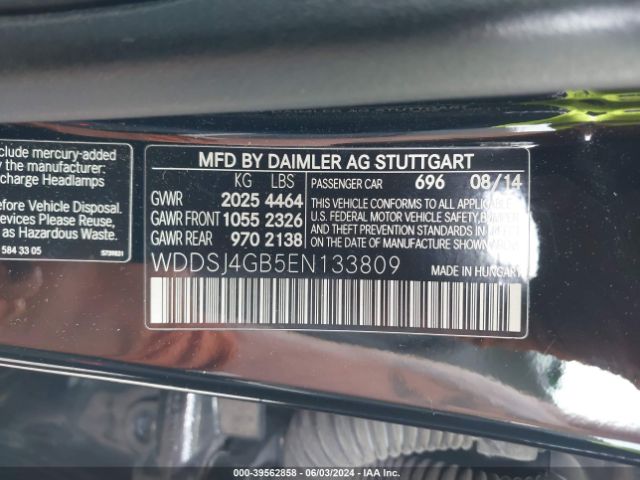 nclude mercury-added
the manufacturer:
charge Headlamps
efore Vehicle Disposal.
evices Please Reuse,
as Hazardous Waste.
584 33 05
MFD BY DAIMLER AG STUTTGART
KG LBS PASSENGER CAR 696 08/14
GVWR 2025 4464
GAWR FRONT 1055 2326
GAWR REAR 970 2138
THIS VEHICLE CONFORMS TO ALL APPLICABLE
U.S. FEDERAL MOTOR VEHICLE SAFETY, BUMPER
AND THEFT PREVENTION STANDARDS IN
EFFECT ON THE DATE OF MANUFACTURE
SHOWN ABOVE.
WDDSJ4GB5EN133809 MADE IN HUNGARY
000-39562858 - 06/03/2024 - IAA Inc.